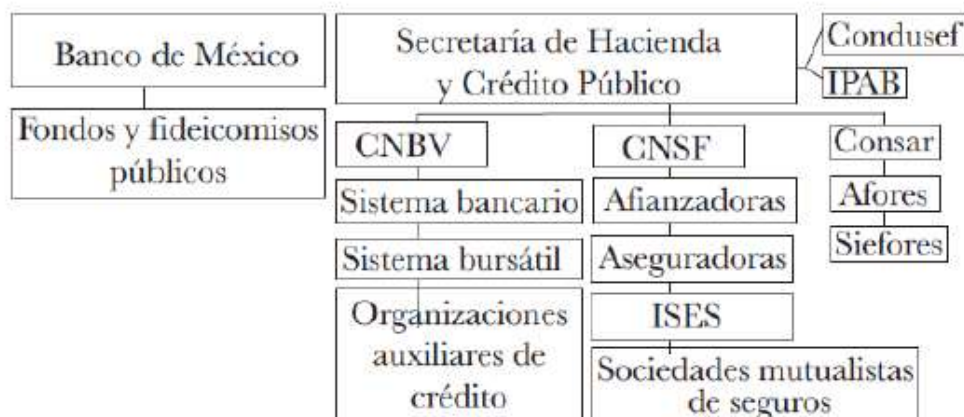 Banco de México
Fondos y fideicomisos
públicos
Secretaría de Hacienda
y Crédito Público
Condusef
IPAB
CNBV
Sistema bancario
Sistema bursátil
Organizaciones
auxiliares de
crédito
CNSF
Afianzadoras
Aseguradoras
ISES
Sociedades mutualistas
de seguros
Consar
Afores
Siefores